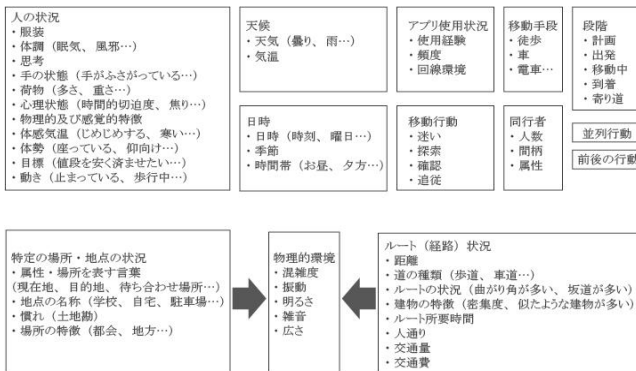 人の状況
・服装
・体調（眠気、風邪…）
・思考
・手の状態（手がふさがっている…）
・荷物（多さ、重さ…）
・心理状態（時間的切迫度、焦り…）
・物理的及び感覚的特徴
・体感気温（じめじめする、寒い…）
・体勢（座っている、仰向け…）
・目標（値段を安く済ませたい…）
・動き（止まっている、歩行中…）
天候
・天気（曇り、雨…）
・気温
日時
・日時（時刻、曜日…）
・季節
・時間帯（お昼、夕方…）
アプリ使用状況
・使用経験
・頻度
・回線環境
移動行動
・迷い
・探索
・確認
・追従
移動手段
・徒歩
・車
・電車…
同行者
・人数
・間柄
・属性
段階
・計画
・出発
・移動中
・到着
・寄り道
並列行動
前後の行動
特定の場所・地点の状況
・属性・場所を表す言葉
（現在地、目的地、待ち合わせ場所…）
・地点の名称（学校、自宅、駐車場…）
・慣れ（土地勘）
・場所の特徴（都会、地方…）
物理的環境
・混雑度
・振動
・明るさ
・雑音
・広さ
ルート（経路）状況
・距離
・道の種類（歩道、車道…）
・ルートの状況（曲がり角が多い、坂道が多い）
・建物の特徴（密集度、似たような建物が多い）
・ルート所要時間
・人通り
・交通量
・交通費